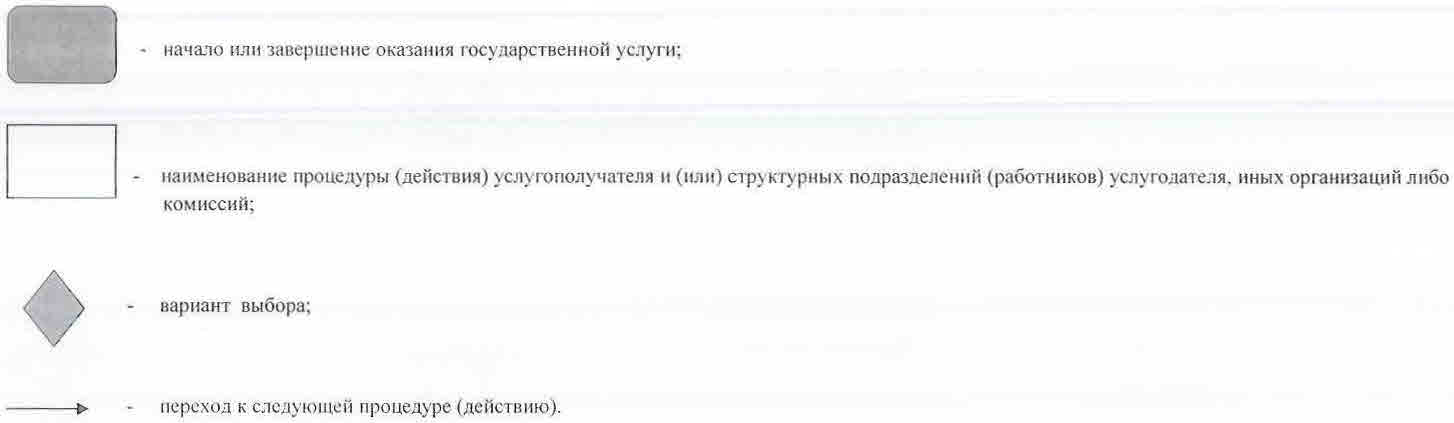 - начало или завершение оказания государственной услуги;
- наименование процедуры (действия) услугополучателя и (или) структурных подразделений (работников) услугодателя, иных организаций либо
комиссий;
- вариант выбора;
- переход к следующей процедуре (действию).